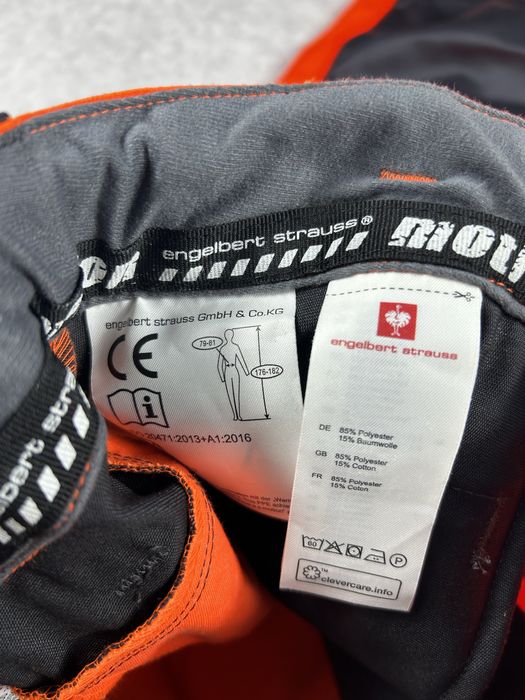 engelbert strauss®
engelbert strauss GmbH & Co.KG
CE
79-81
176-182
i
20471:2013+A1:2016
engelbert strauss
DE 85% Polyester
15% Baumwolle
GB 85% Polyester
15% Cotton
FR 85% Polyester
15% Coton
60
P
™
clevercare.info
engelbert